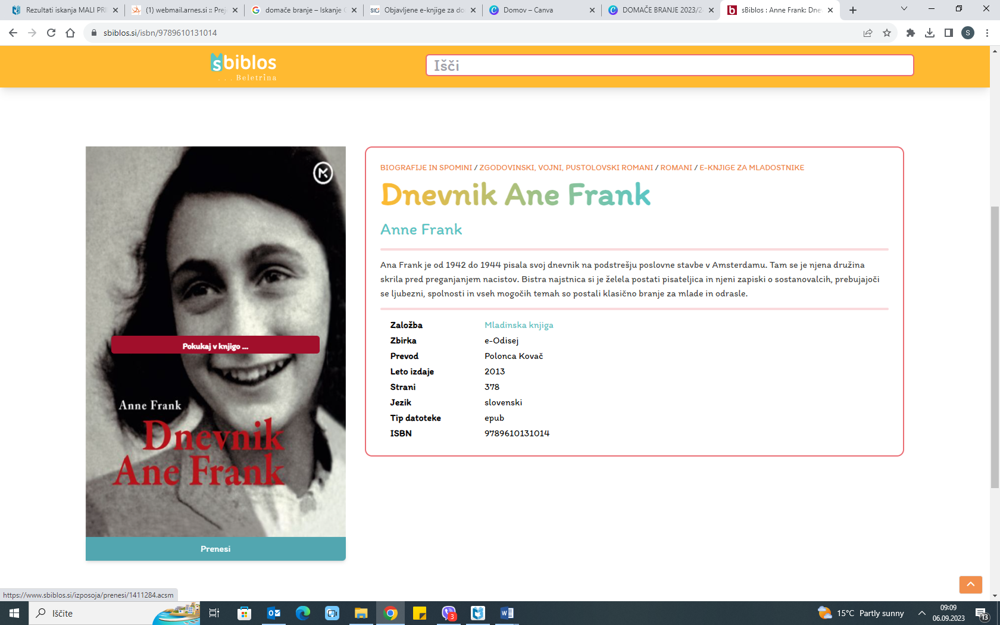 Rezultati iskanja MALI PRI
(1) webmail.arnes.si :: Prej
domače branje – Iskanje
Objavljene e-knjige za do
Domov – Canva
DOMAČE BRANJE 2023/2
sBiblos : Anne Frank: Dne
sbiblos.si/isbn/9789610131014
S
sbiblos
. . . Beletrina
Išči
BIOGRAFIJE IN SPOMINI / ZGODOVINSKI, VOJNI, PUSTOLOVSKI ROMANI / ROMANI / E-KNJIGE ZA MLADOSTNIKE
Dnevnik Ane Frank
Anne Frank
Ana Frank je od 1942 do 1944 pisala svoj dnevnik na podstrešju poslovne stavbe v Amsterdamu. Tam se je njena družina
skrila pred preganjanjem nacistov. Bistra najstnica si je želela postati pisateljica in njeni zapiski o sostanovalcih, prebujajoči
se ljubezni, spolnosti in vseh mogočih temah so postali klasično branje za mlade in odrasle.
Založba Mladinska knjiga
Zbirka e-Odisej
Prevod Polonca Kovač
Leto izdaje 2013
Strani 378
Jezik slovenski
Tip datoteke epub
ISBN 9789610131014
Pokukaj v knjigo ...
Anne Frank
Dnevnik
Ane Frank
Prenesi
https://www.sbiblos.si/izposoja/prenesi/1411284.acsm
Iščite
3
15°C Partly sunny
09:09
06.09.2023
13